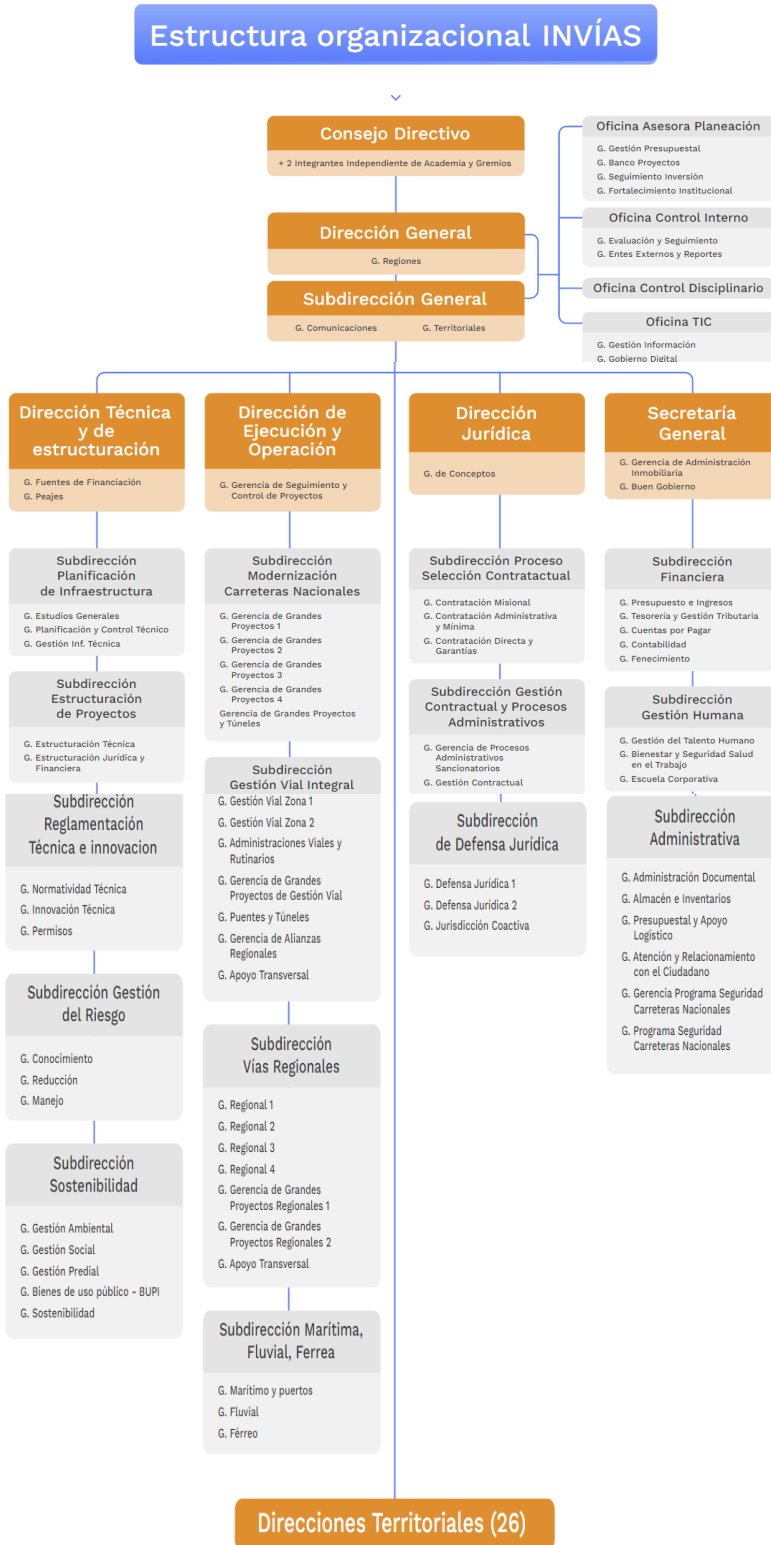 Estructura organizacional INVÍAS
Consejo Directivo
+ 2 Integrantes Independiente de Academia y Gremios
Dirección General
G. Regiones
Subdirección General
G. Comunicaciones
G. Territoriales
Oficina Asesora Planeación
G. Gestión Presupuestal
G. Banco Proyectos
G. Seguimiento Inversión
G. Fortalecimiento Institucional
Oficina Control Interno
G. Evaluación y Seguimiento
G. Entes Externos y Reportes
Oficina Control Disciplinario
Oficina TIC
G. Gestión Información
G. Gobierno Digital
Dirección Técnica
y de
estructuración
G. Fuentes de Financiación
G. Peajes
Subdirección
Planificación
de Infraestructura
G. Estudios Generales
G. Planificación y Control Técnico
G. Gestión Inf. Técnica
Subdirección
Estructuración
de Proyectos
G. Estructuración Técnica
G. Estructuración Jurídica y
Financiera
Subdirección
Reglamentación
Técnica e innovacion
G. Normatividad Técnica
G. Innovación Técnica
G. Permisos
Subdirección Gestión
del Riesgo
G. Conocimiento
G. Reducción
G. Manejo
Subdirección
Sostenibilidad
G. Gestión Ambiental
G. Gestión Social
G. Gestión Predial
G. Bienes de uso público - BUPI
G. Sostenibilidad
Dirección de
Ejecución y
Operación
G. Gerencia de Seguimiento y
Control de Proyectos
Subdirección
Modernización
Carreteras Nacionales
G. Gerencia de Grandes
Proyectos 1
G. Gerencia de Grandes
Proyectos 2
G. Gerencia de Grandes
Proyectos 3
G. Gerencia de Grandes
Proyectos 4
Gerencia de Grandes Proyectos
y Túneles
Subdirección
Gestión Vial Integral
G. Gestión Vial Zona 1
G. Gestión Vial Zona 2
G. Administraciones Viales y
Rutinarios
G. Gerencia de Grandes
Proyectos de Gestión Vial
G. Puentes y Túneles
G. Gerencia de Alianzas
Regionales
G. Apoyo Transversal
Subdirección
Vías Regionales
G. Regional 1
G. Regional 2
G. Regional 3
G. Regional 4
G. Gerencia de Grandes
Proyectos Regionales 1
G. Gerencia de Grandes
Proyectos Regionales 2
G. Apoyo Transversal
Subdirección Marítima,
Fluvial, Ferrea
G. Marítimo y puertos
G. Fluvial
G. Férreo
Dirección
Jurídica
G. de Conceptos
Subdirección Proceso
Selección Contratactual
G. Contratación Misional
G. Contratación Administrativa
y Mínima
G. Contratación Directa y
Garantías
Subdirección Gestión
Contractual y Procesos
Administrativos
G. Gerencia de Procesos
Administrativos
Sancionatorios
G. Gestión Contractual
Subdirección
de Defensa Jurídica
G. Defensa Jurídica 1
G. Defensa Jurídica 2
G. Jurisdicción Coactiva
Secretaría
General
G. Gerencia de Administración
Inmobiliaria
G. Buen Gobierno
Subdirección
Financiera
G. Presupuesto e Ingresos
G. Tesorería y Gestión Tributaria
G. Cuentas por Pagar
G. Contabilidad
G. Fenecimiento
Subdirección
Gestión Humana
G. Gestión del Talento Humano
G. Bienestar y Seguridad Salud
en el Trabajo
G. Escuela Corporativa
Subdirección
Administrativa
G. Administración Documental
G. Almacén e Inventarios
G. Presupuestal y Apoyo
Logístico
G. Atención y Relacionamiento
con el Ciudadano
G. Gerencia Programa Seguridad
Carreteras Nacionales
G. Programa Seguridad
Carreteras Nacionales
Direcciones Territoriales (26)